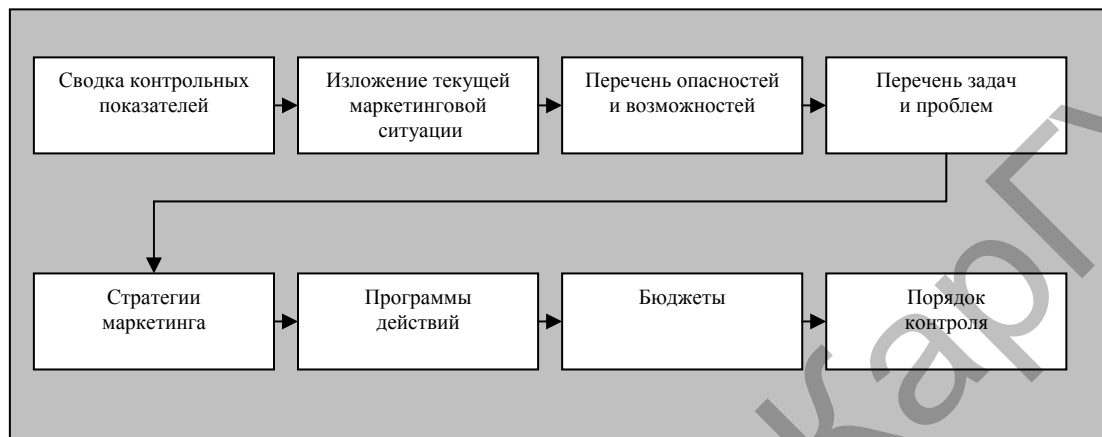 Сводка контрольных
показателей
Изложение текущей
маркетинговой
ситуации
Перечень опасностей
и возможностей
Перечень задач
и проблем
Стратегии
маркетинга
Программы
действий
Бюджеты
Порядок
контроля
КарГУ